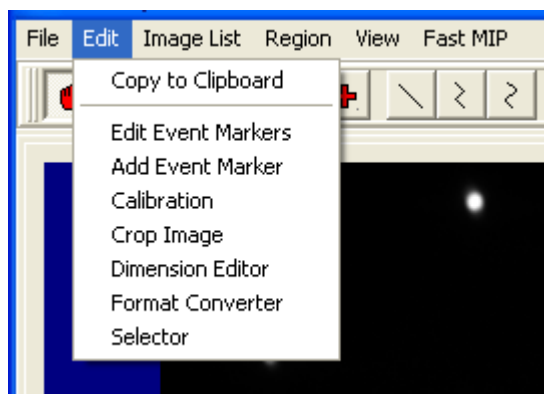 File Edit Image List Region View Fast MIP
Copy to Clipboard
Edit Event Markers
Add Event Marker
Calibration
Crop Image
Dimension Editor
Format Converter
Selector